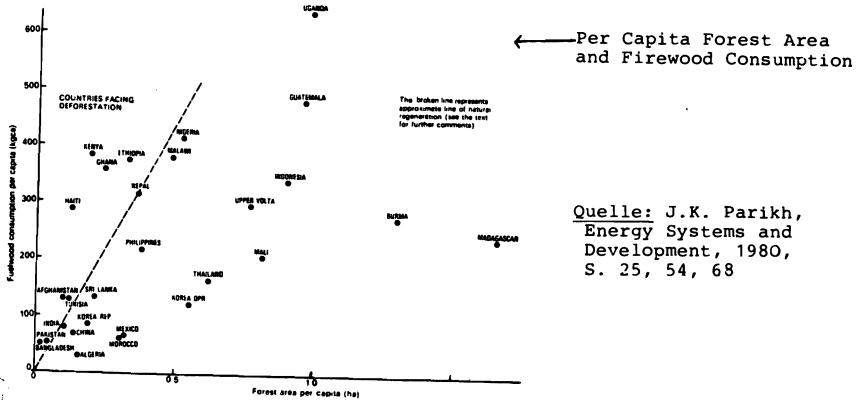 600
500
400
300
200
100
0
Fuelwood consumption per capita (kgce)
UGANDA
←Per Capita Forest Area
and Firewood Consumption
COUNTRIES FACING
DEFORESTATION
GUATEMALA
The broken line represents
approximate line of natural
regeneration (see the text
for further comments)
NIGERIA
KENYA
ETHIOPIA
GHANA
MALAWI
NEPAL
INDONESIA
HAITI
UPPER VOLTA
BURMA
MADAGASCAR
Quelle: J.K. Parikh,
Energy Systems and
Development, 1980,
S. 25, 54, 68
PHILIPPINES
MALI
THAILAND
AFGHANISTAN
SRI LANKA
TUNISIA
KOREA DPR
INDIA
KOREA REP
CHINA
MEXICO
MOROCCO
PAKISTAN
BANGLADESH
ALGERIA
0
0 5
1 0
Forest area per capita (ha)